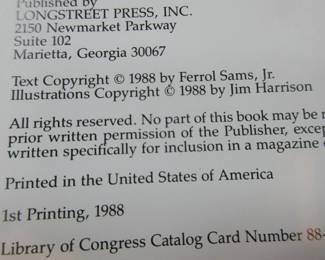 Published by
LONGSTREET PRESS, INC.
2150 Newmarket Parkway
Suite 102
Marietta, Georgia 30067
Text Copyright © 1988 by Ferrol Sams, Jr.
Illustrations Copyright © 1988 by Jim Harrison
All rights reserved. No part of this book may be
prior written permission of the Publisher, excep
written specifically for inclusion in a magazine
Printed in the United States of America
1st Printing, 1988
Library of Congress Catalog Card Number 88-